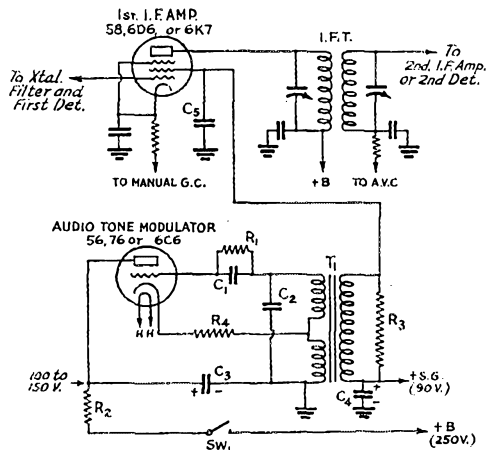 1st. I.F. AMP.
58, 6D6, or 6K7
I.F.T.
To
2nd. I.F. Amp.
or 2nd Det.
To Xtal.
Filter and
First Det.
C5
TO MANUAL G.C.
+B
TO A.V.C
AUDIO TONE MODULATOR
56, 76 or 6C6
R1
C1
T1
C2
R3
R4
H H
100 to
150 V.
C3
+ -
C4
+
-
+S.G.
(90V.)
R2
SW1
+B
(250V.)